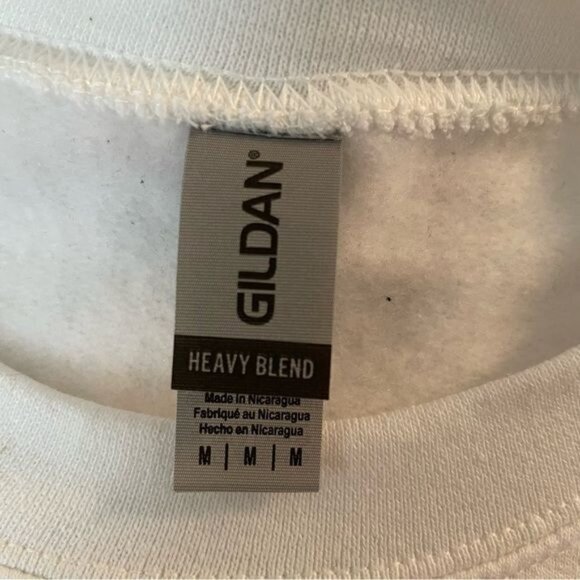 GILDAN®
HEAVY BLEND
Made in Nicaragua
Fabriqué au Nicaragua
Hecho en Nicaragua
M | M | M